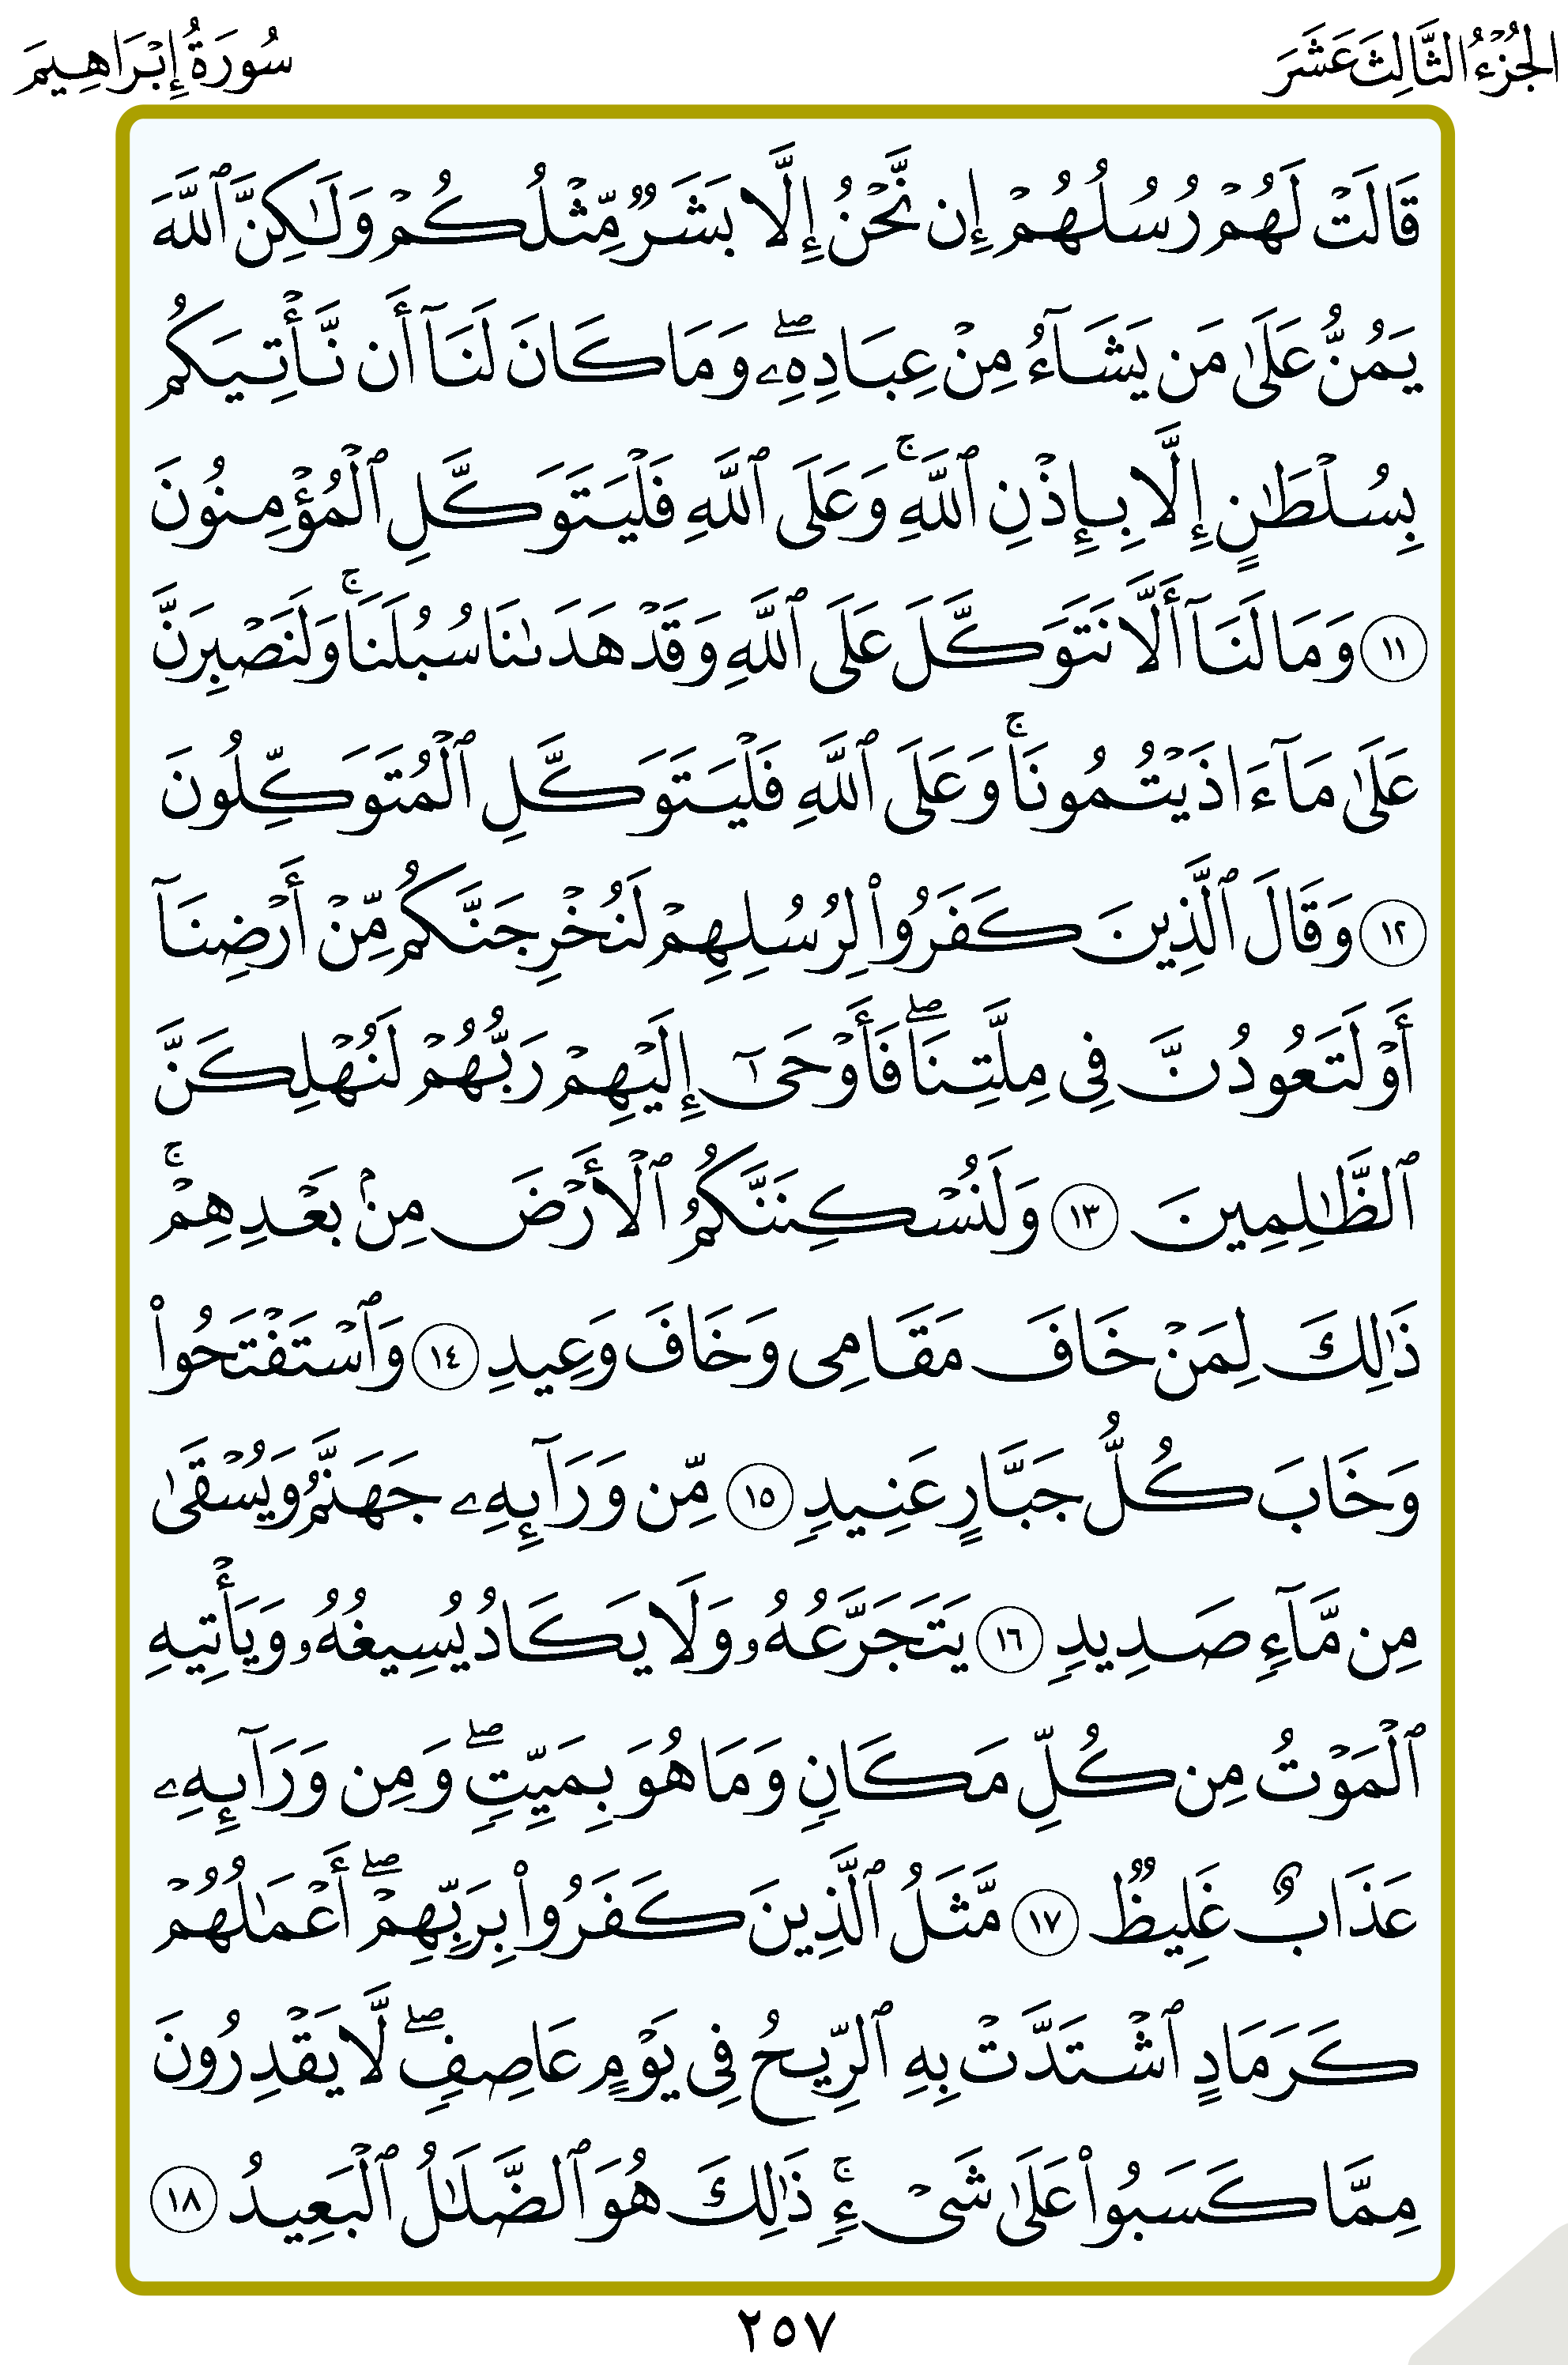 الجُزْءُ الثَّالِثَ عَشَرَ
سُورَةُ إِبْرَاهِيمَ
قَالَتْ لَهُمْ رُسُلُهُمْ إِن نَّحْنُ إِلَّا بَشَرٌ مِّثْلُكُمْ وَلَٰكِنَّ ٱللَّهَ
يَمُنُّ عَلَىٰ مَن يَشَآءُ مِنْ عِبَادِهِۦۖ وَمَا كَانَ لَنَآ أَن نَّأْتِيَكُم
بِسُلْطَٰنٍ إِلَّا بِإِذْنِ ٱللَّهِۚ وَعَلَى ٱللَّهِ فَلْيَتَوَكَّلِ ٱلْمُؤْمِنُونَ
١١ وَمَا لَنَآ أَلَّا نَتَوَكَّلَ عَلَى ٱللَّهِ وَقَدْ هَدَىٰنَا سُبُلَنَاۚ وَلَنَصْبِرَنَّ
عَلَىٰ مَآ ءَاذَيْتُمُونَاۚ وَعَلَى ٱللَّهِ فَلْيَتَوَكَّلِ ٱلْمُتَوَكِّلُونَ
١٢ وَقَالَ ٱلَّذِينَ كَفَرُوا۟ لِرُسُلِهِمْ لَنُخْرِجَنَّكُم مِّنْ أَرْضِنَآ
أَوْ لَتَعُودُنَّ فِى مِلَّتِنَاۖ فَأَوْحَىٰٓ إِلَيْهِمْ رَبُّهُمْ لَنُهْلِكَنَّ
ٱلظَّٰلِمِينَ ١٣ وَلَنُسْكِنَنَّكُمُ ٱلْأَرْضَ مِنۢ بَعْدِهِمْۚ
ذَٰلِكَ لِمَنْ خَافَ مَقَامِى وَخَافَ وَعِيدِ ١٤ وَٱسْتَفْتَحُوا۟
وَخَابَ كُلُّ جَبَّارٍ عَنِيدٍ ١٥ مِّن وَرَآئِهِۦ جَهَنَّمُ وَيُسْقَىٰ
مِن مَّآءٍ صَدِيدٍ ١٦ يَتَجَرَّعُهُۥ وَلَا يَكَادُ يُسِيغُهُۥ وَيَأْتِيهِ
ٱلْمَوْتُ مِن كُلِّ مَكَانٍ وَمَا هُوَ بِمَيِّتٍۖ وَمِن وَرَآئِهِۦ
عَذَابٌ غَلِيظٌ ١٧ مَّثَلُ ٱلَّذِينَ كَفَرُوا۟ بِرَبِّهِمْۖ أَعْمَٰلُهُمْ
كَرَمَادٍ ٱشْتَدَّتْ بِهِ ٱلرِّيحُ فِى يَوْمٍ عَاصِفٍۖ لَّا يَقْدِرُونَ
مِمَّا كَسَبُوا۟ عَلَىٰ شَىْءٍۚ ذَٰلِكَ هُوَ ٱلضَّلَٰلُ ٱلْبَعِيدُ ١٨
٢٥٧